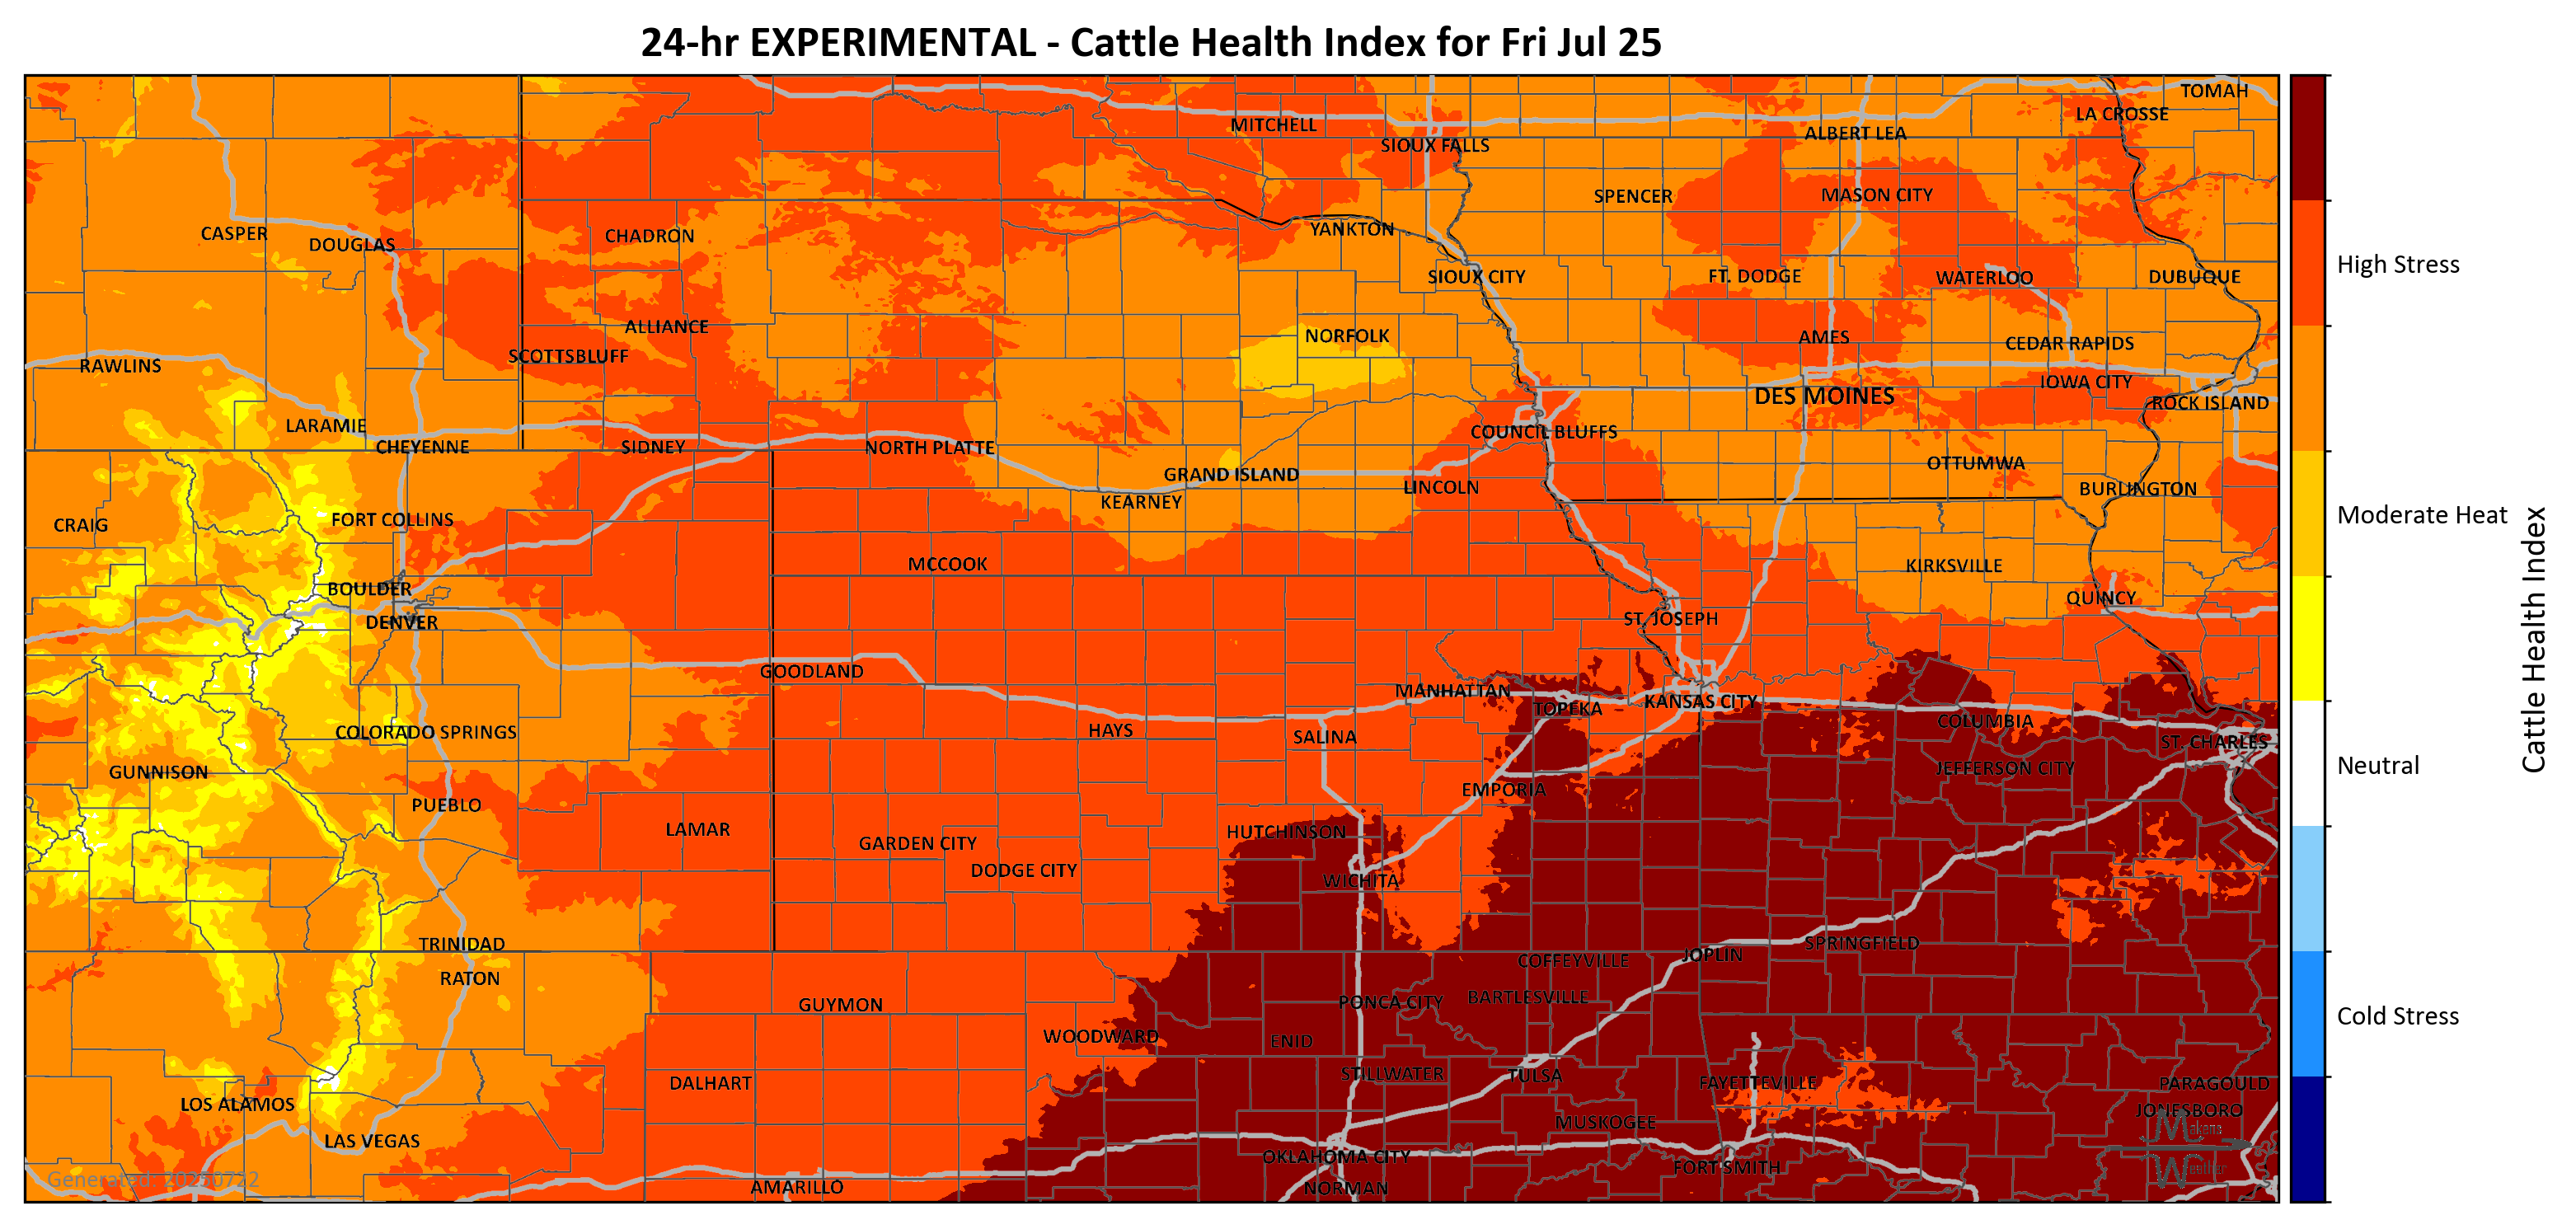 24-hr EXPERIMENTAL - Cattle Health Index for Fri Jul 25
TOMAH
LA CROSSE
MITCHELL
ALBERT LEA
SIOUX FALLS
SPENCER
MASON CITY
CASPER
DOUGLAS
CHADRON
YANKTON
SIOUX CITY
FT. DODGE
WATERLOO
DUBUQUE
ALLIANCE
NORFOLK
AMES
CEDAR RAPIDS
SCOTTSBLUFF
RAWLINS
IOWA CITY
DES MOINES
ROCK ISLAND
LARAMIE
COUNCIL BLUFFS
CHEYENNE
SIDNEY
NORTH PLATTE
OTTUMWA
GRAND ISLAND
LINCOLN
BURLINGTON
KEARNEY
CRAIG
FORT COLLINS
MCCOOK
KIRKSVILLE
BOULDER
QUINCY
DENVER
ST. JOSEPH
GOODLAND
MANHATTAN
TOPEKA
KANSAS CITY
COLUMBIA
COLORADO SPRINGS
HAYS
SALINA
ST. CHARLES
GUNNISON
JEFFERSON CITY
EMPORIA
PUEBLO
LAMAR
HUTCHINSON
GARDEN CITY
DODGE CITY
WICHITA
TRINIDAD
SPRINGFIELD
JOPLIN
COFFEYVILLE
RATON
BARTLESVILLE
PONCA CITY
GUYMON
WOODWARD
ENID
STILLWATER
TULSA
DALHART
FAYETTEVILLE
PARAGOULD
LOS ALAMOS
JONESBORO
MUSKOGEE
LAS VEGAS
OKLAHOMA CITY
FORT SMITH
AMARILLO
NORMAN
Generated: 20250722
Makens
Weather
High Stress
Moderate Heat
Neutral
Cold Stress
Cattle Health Index